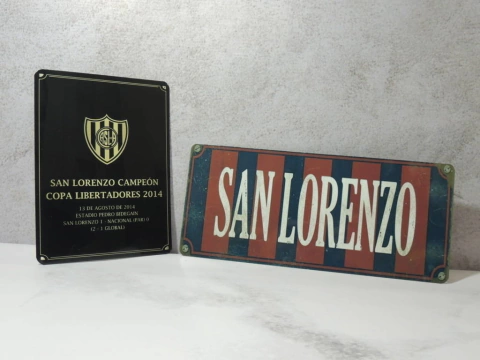 SAN LORENZO CAMPEÓN
COPA LIBERTADORES 2014
13 DE AGOSTO DE 2014
ESTADIO PEDRO BIDEGAIN
SAN LORENZO 1 - NACIONAL (PAR) 0
(2 - 1 GLOBAL)
SAN LORENZO